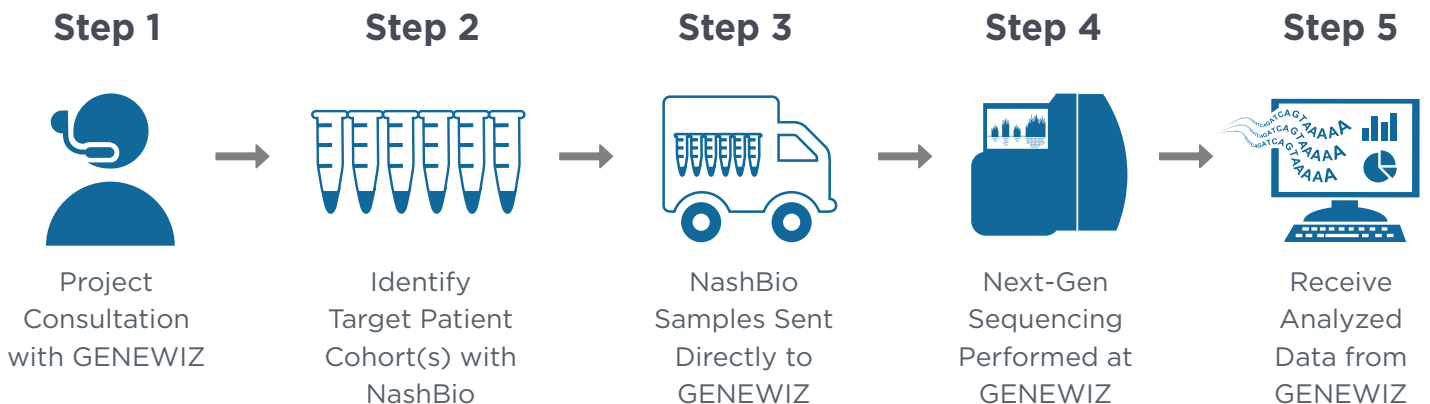 Step 1
Step 2
Step 3
Step 4
Step 5
Project
Consultation
with GENEWIZ
Identify
Target Patient
Cohort(s) with
NashBio
NashBio
Samples Sent
Directly to
GENEWIZ
Next-Gen
Sequencing
Performed at
GENEWIZ
Receive
Analyzed
Data from
GENEWIZ